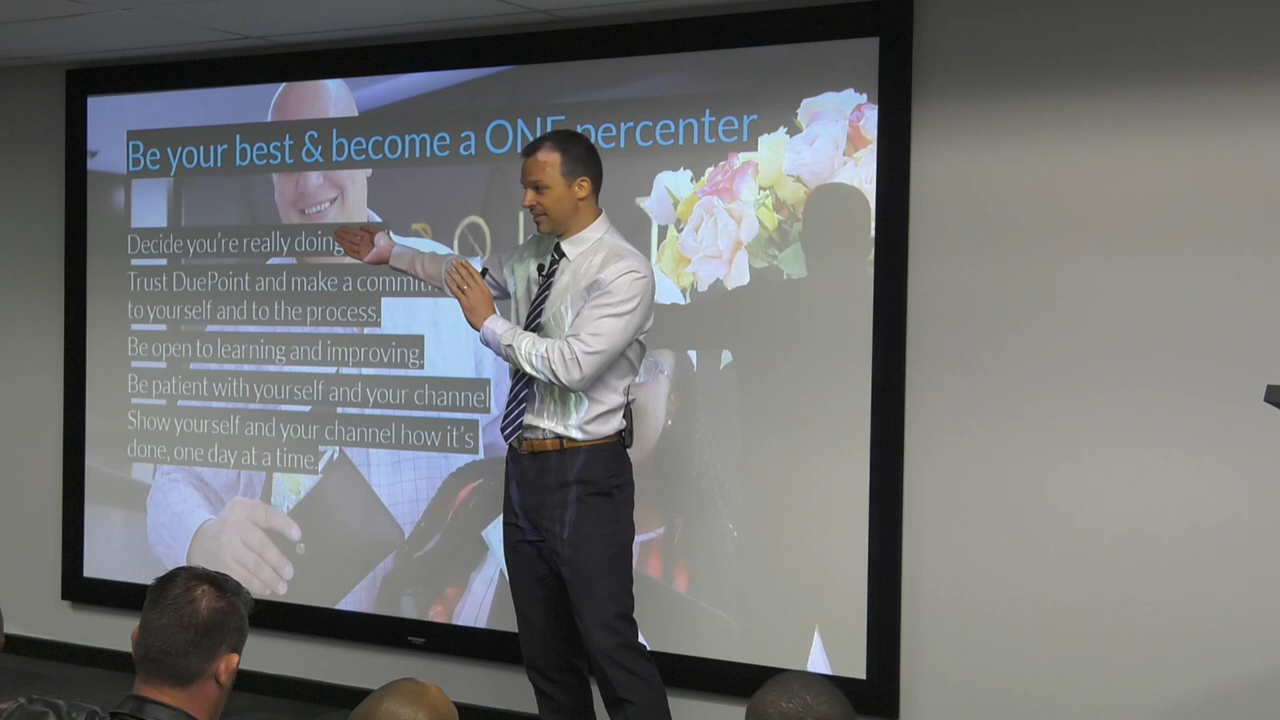 Be your best & become a ONE percenter
Decide you're really doing
Trust DuePoint and make a
to yourself and to the process.
Be open to learning and improving.
Be patient with yourself and your channel
Show yourself and your channel how it's
done, one day at a time.